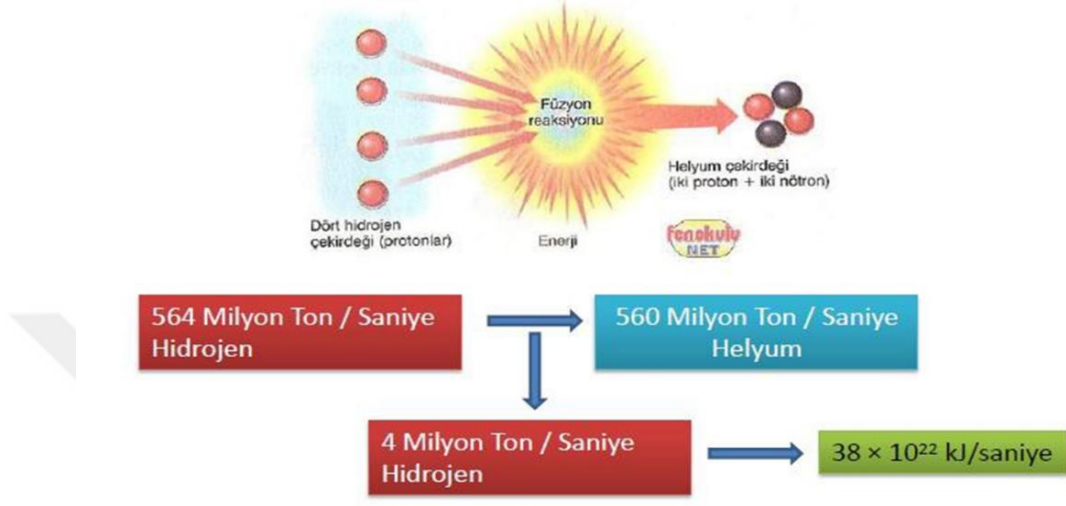 Füzyon
reaksiyonu
Helyum çekirdeği
(iki proton + iki nötron)
Dört hidrojen
çekirdeği (protonlar)
Enerji
fenokulu
NET
564 Milyon Ton / Saniye
Hidrojen
560 Milyon Ton / Saniye
Helyum
4 Milyon Ton / Saniye
Hidrojen
38 × 10²² kJ/saniye